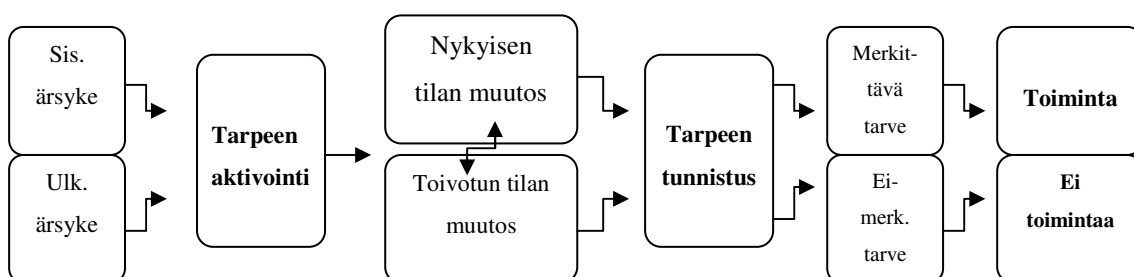 Sis.
ärsyke
Ulk.
ärsyke
Tarpeen
aktivointi
Nykyisen
tilan muutos
Toivotun tilan
muutos
Tarpeen
tunnistus
Merkit-
tävä
tarve
Ei-
merk.
tarve
Toiminta
Ei
toimintaa